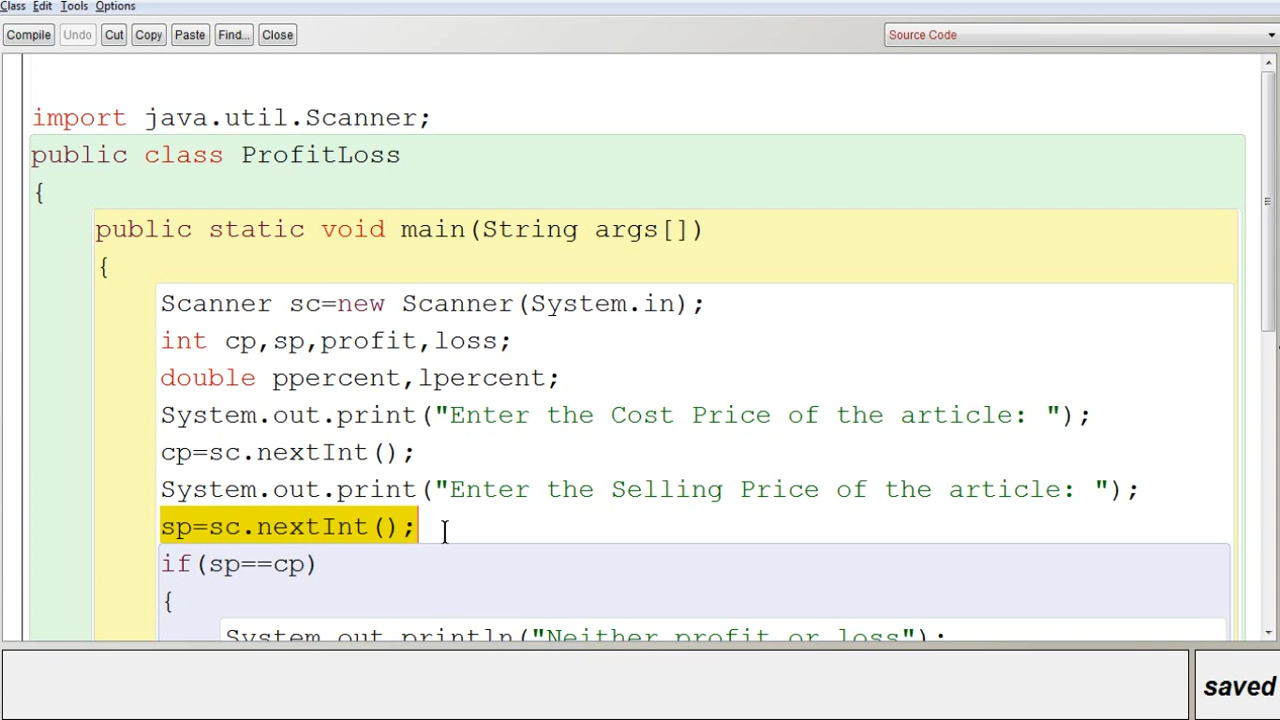 Class Edit Tools Options
Compile Undo Cut Copy Paste Find... Close Source Code
import java.util.Scanner;
public class ProfitLoss
{
public static void main(String args[])
{
Scanner sc=new Scanner(System.in);
int cp,sp,profit,loss;
double ppercent,lpercent;
System.out.print("Enter the Cost Price of the article: ");
cp=sc.nextInt();
System.out.print("Enter the Selling Price of the article: ");
sp=sc.nextInt();
if(sp==cp)
{
System.out.println("Neither profit or loss");
saved